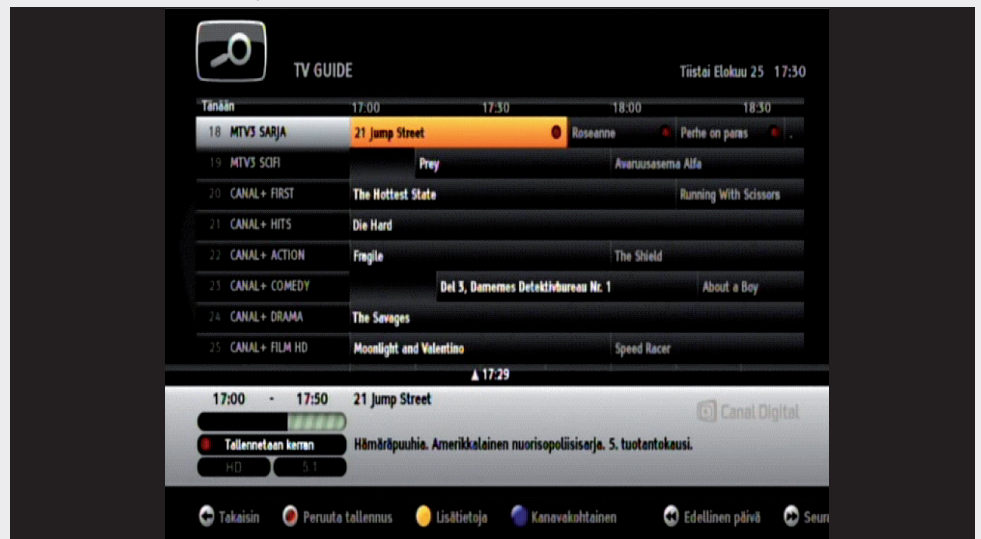 TV GUIDE Tiistai Elokuu 25 17:30
Tänään 17:00 17:30 18:00 18:30
18 MTV3 SARJA 21 Jump Street Roseanne Perhe on paras .
19 MTV3 SCIFI Prey Avaruusasema Alfa
20 CANAL+ FIRST The Hottest State Running With Scissors
21 CANAL+ HITS Die Hard
22 CANAL+ ACTION Fragile The Shield
23 CANAL+ COMEDY Del 3, Damernes Detektivbureau Nr. 1 About a Boy
24 CANAL+ DRAMA The Savages
25 CANAL+ FILM HD Moonlight and Valentino Speed Racer
▲ 17:29
17:00 - 17:50 21 Jump Street
Canal Digital
Tallennetaan kerran Hämäräpuuhia. Amerikkalainen nuorisopoliisisarja. 5. tuotantokausi.
HD 5.1
Takaisin Peruuta tallennus Lisätietoja Kanavakohtainen Edellinen päivä Seun